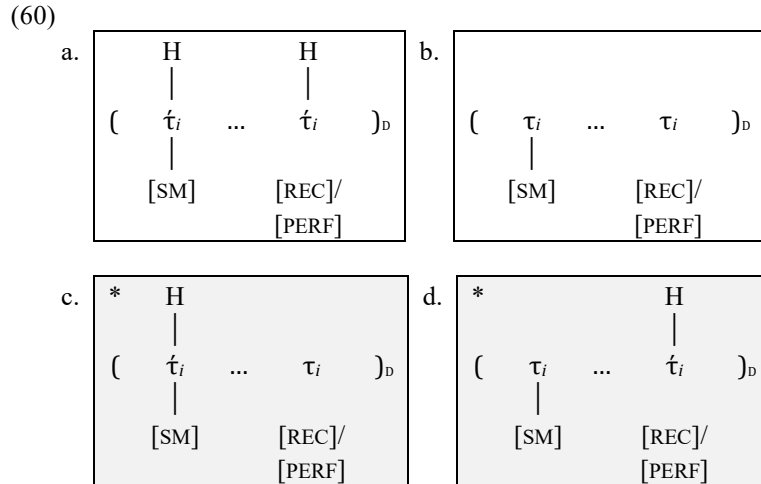 (60)
a. H H b.
( τ́i ... τ́i )D ( τi ... τi )D
[SM] [REC]/ [SM] [REC]/
[PERF] [PERF]
c. * H d. * H
( τ́i ... τi )D ( τi ... τ́i )D
[SM] [REC]/ [SM] [REC]/
[PERF] [PERF]